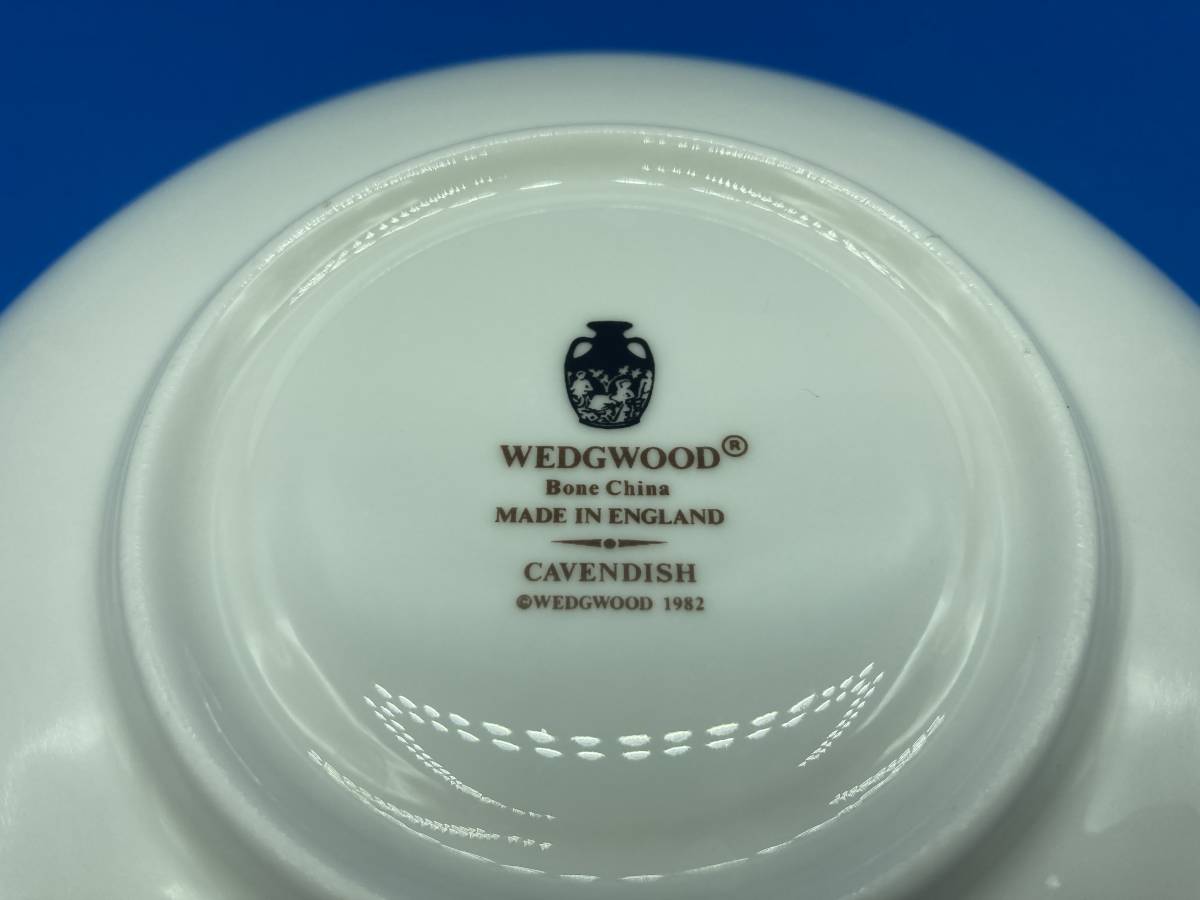 WEDGWOOD®
Bone China
MADE IN ENGLAND
CAVENDISH
©WEDGWOOD 1982